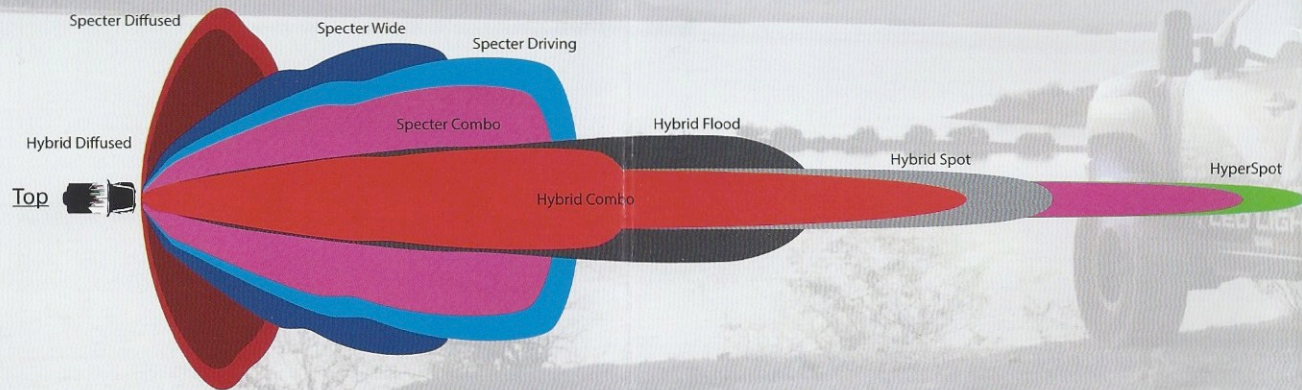 Specter Diffused
Specter Wide
Specter Driving
Specter Combo
Hybrid Flood
Hybrid Diffused
Hybrid Spot
HyperSpot
Top
Hybrid Combo